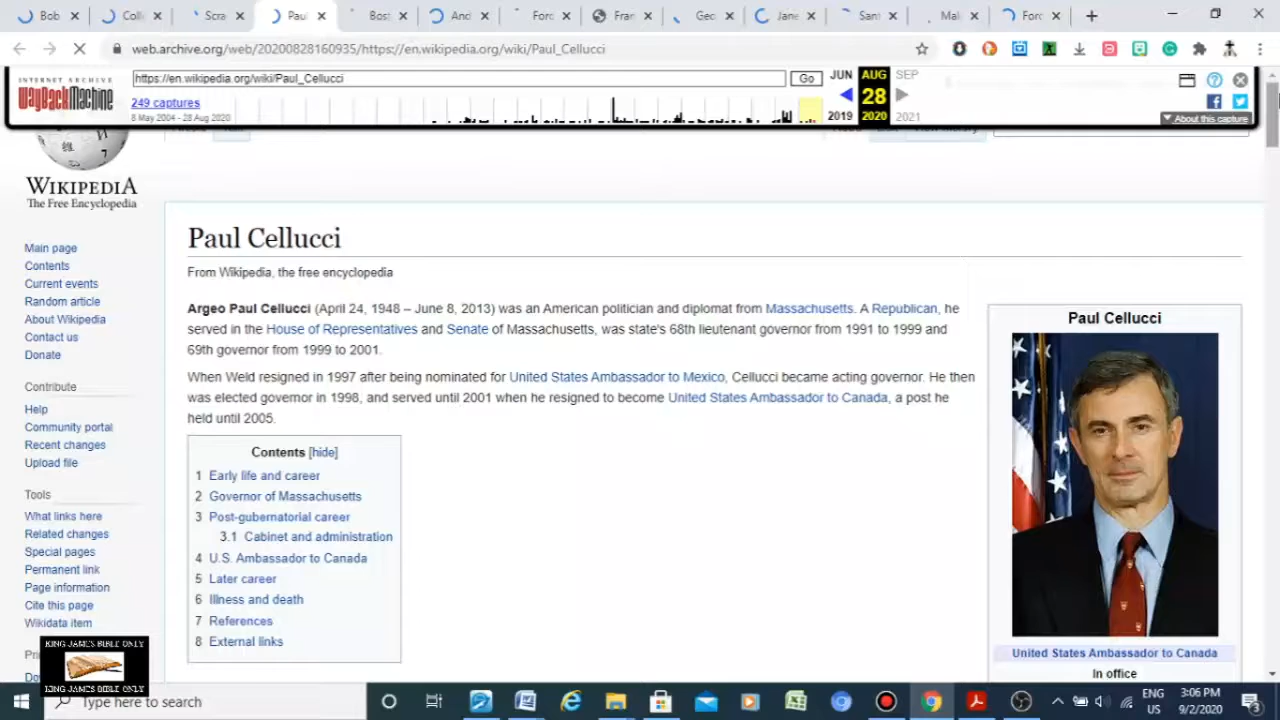 Bob
Colle
Scra
Paul
Bost
And
Ford
Fran
Geo
Jane
Sant
Mak
Ford
web.archive.org/web/20200828160935/https://en.wikipedia.org/wiki/Paul_Cellucci
INTERNET ARCHIVE
WayBackMachine
https://en.wikipedia.org/wiki/Paul_Cellucci
Go
JUN AUG SEP
249 captures
28
8 May 2004 - 28 Aug 2020
2019 2020 2021
About this capture
WIKIPEDIA
The Free Encyclopedia
Main page
Contents
Current events
Random article
About Wikipedia
Contact us
Donate
Contribute
Help
Community portal
Recent changes
Upload file
Tools
What links here
Related changes
Special pages
Permanent link
Page information
Cite this page
Wikidata item
Paul Cellucci
From Wikipedia, the free encyclopedia
Argeo Paul Cellucci (April 24, 1948 – June 8, 2013) was an American politician and diplomat from Massachusetts. A Republican, he
served in the House of Representatives and Senate of Massachusetts, was state's 68th lieutenant governor from 1991 to 1999 and
69th governor from 1999 to 2001.
When Weld resigned in 1997 after being nominated for United States Ambassador to Mexico, Cellucci became acting governor. He then
was elected governor in 1998, and served until 2001 when he resigned to become United States Ambassador to Canada, a post he
held until 2005.
Contents [hide]
1 Early life and career
2 Governor of Massachusetts
3 Post-gubernatorial career
3.1 Cabinet and administration
4 U.S. Ambassador to Canada
5 Later career
6 Illness and death
7 References
8 External links
Paul Cellucci
United States Ambassador to Canada
In office
KING JAMES BIBLE ONLY
KING JAMES BIBLE ONLY
Type here to search
ENG
US
3:06 PM
9/2/2020
3